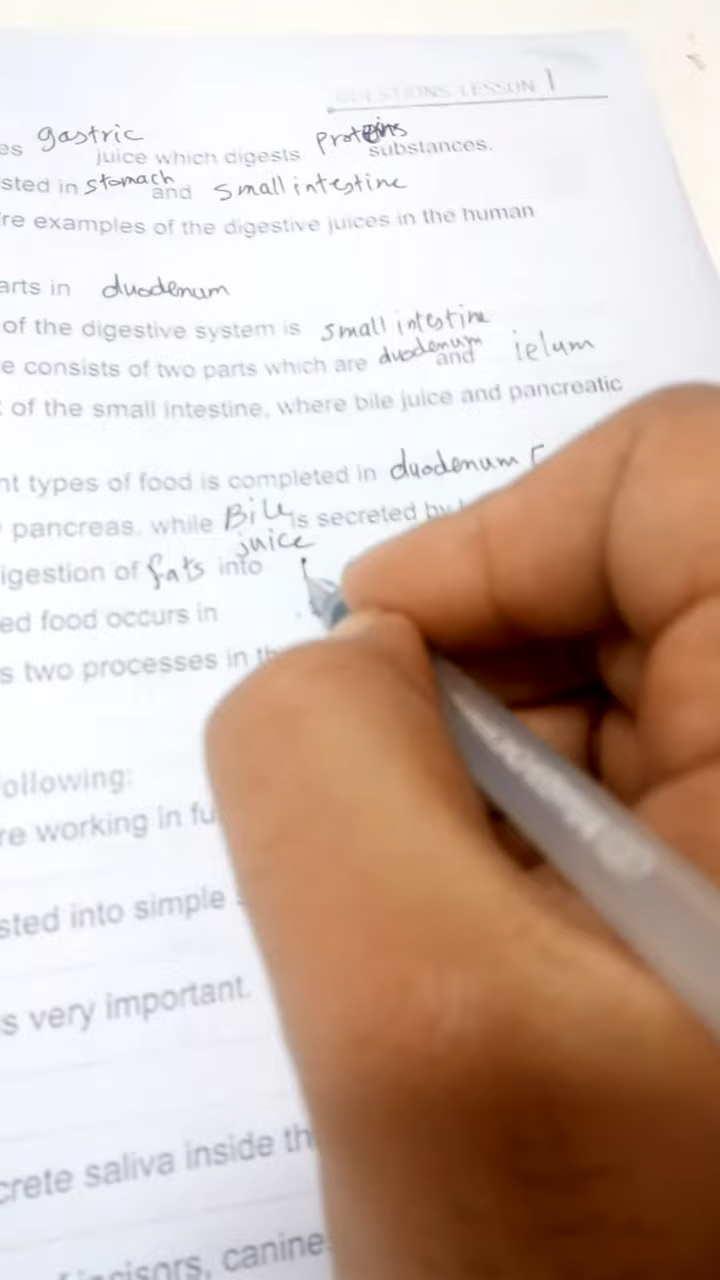 QUESTIONS LESSON 1
es gastric juice which digests proteins substances.
sted in stomach and small intestine
re examples of the digestive juices in the human
arts in duodenum
of the digestive system is small intestine
e consists of two parts which are duodenum and ielum
of the small intestine, where bile juice and pancreatic
nt types of food is completed in duodenum
pancreas, while Bile juice is secreted by
igestion of fats into
ed food occurs in
s two processes in th
ollowing:
re working in fu
sted into simple
s very important.
crete saliva inside th
incisors, canine